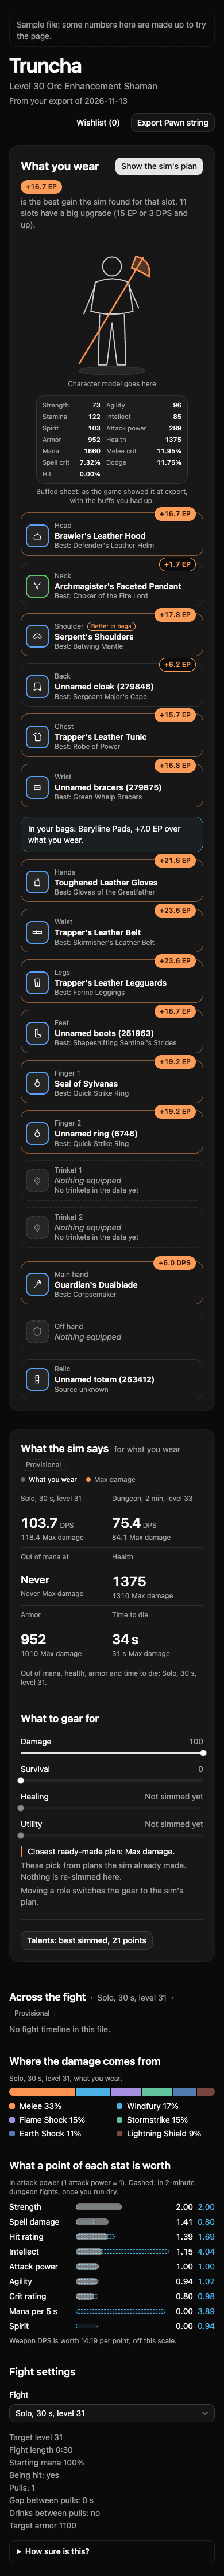 Sample file: some numbers here are made up to try
the page.
Truncha
Level 30 Orc Enhancement Shaman
From your export of 2026-11-13
Wishlist (0)
Export Pawn string
What you wear
Show the sim's plan
+16.7 EP
is the best gain the sim found for that slot. 11
slots have a big upgrade (15 EP or 3 DPS and
up).
Character model goes here
Strength 73 Agility 96
Stamina 122 Intellect 85
Spirit 103 Attack power 289
Armor 952 Health 1375
Mana 1660 Melee crit 11.95%
Spell crit 7.32% Dodge 11.75%
Hit 0.00%
Buffed sheet: as the game showed it at export,
with the buffs you had up.
+16.7 EP
Head
Brawler's Leather Hood
Best: Defender's Leather Helm
+1.7 EP
Neck
Archmagister's Faceted Pendant
Best: Choker of the Fire Lord
+17.8 EP
Shoulder Better in bags
Serpent's Shoulders
Best: Batwing Mantle
+6.2 EP
Back
Unnamed cloak (279848)
Best: Sergeant Major's Cape
+15.7 EP
Chest
Trapper's Leather Tunic
Best: Robe of Power
+16.8 EP
Wrist
Unnamed bracers (279875)
Best: Green Whelp Bracers
In your bags: Berylline Pads, +7.0 EP over
what you wear.
+21.6 EP
Hands
Toughened Leather Gloves
Best: Gloves of the Greatfather
+23.6 EP
Waist
Trapper's Leather Belt
Best: Skirmisher's Leather Belt
+23.6 EP
Legs
Trapper's Leather Legguards
Best: Ferine Leggings
+18.7 EP
Feet
Unnamed boots (251963)
Best: Shapeshifting Sentinel's Strides
+19.2 EP
Finger 1
Seal of Sylvanas
Best: Quick Strike Ring
+19.2 EP
Finger 2
Unnamed ring (6748)
Best: Quick Strike Ring
Trinket 1
Nothing equipped
No trinkets in the data yet
Trinket 2
Nothing equipped
No trinkets in the data yet
+6.0 DPS
Main hand
Guardian's Dualblade
Best: Corpsemaker
Off hand
Nothing equipped
Relic
Unnamed totem (263412)
Source unknown
What the sim says for what you wear
Provisional
What you wear Max damage
Solo, 30 s, level 31
103.7 DPS
118.4 Max damage
Dungeon, 2 min, level 33
75.4 DPS
84.1 Max damage
Out of mana at
Never
Never Max damage
Health
1375
1310 Max damage
Armor
952
1010 Max damage
Time to die
34 s
31 s Max damage
Out of mana, health, armor and time to die: Solo, 30 s,
level 31.
What to gear for
Damage 100
Survival 0
Healing Not simmed yet
Utility Not simmed yet
Closest ready-made plan: Max damage.
These pick from plans the sim already made.
Nothing is re-simmed here.
Moving a role switches the gear to the sim's
plan.
Talents: best simmed, 21 points
Across the fight · Solo, 30 s, level 31 ·
Provisional
No fight timeline in this file.
Where the damage comes from
Solo, 30 s, level 31, what you wear.
Melee 33% Windfury 17%
Flame Shock 15% Stormstrike 15%
Earth Shock 11% Lightning Shield 9%
What a point of each stat is worth
In attack power (1 attack power = 1). Dashed: in 2-minute
dungeon fights, once you run dry.
Strength 2.00 2.00
Spell damage 1.41 0.80
Hit rating 1.39 1.69
Intellect 1.15 4.04
Attack power 1.00 1.00
Agility 0.94 1.02
Crit rating 0.80 0.98
Mana per 5 s 0.00 3.89
Spirit 0.00 0.94
Weapon DPS is worth 14.19 per point, off this scale.
Fight settings
Fight
Solo, 30 s, level 31
Target level 31
Fight length 0:30
Starting mana 100%
Being hit: yes
Pulls: 1
Gap between pulls: 0 s
Drinks between pulls: no
Target armor 1100
How sure is this?